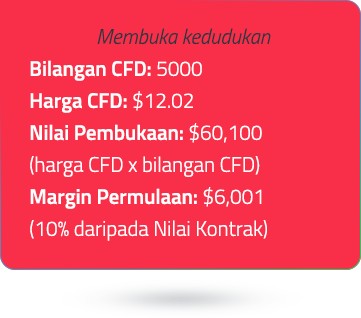 Membuka kedudukan
Bilangan CFD: 5000
Harga CFD: $12.02
Nilai Pembukaan: $60,100
(harga CFD x bilangan CFD)
Margin Permulaan: $6,001
(10% daripada Nilai Kontrak)